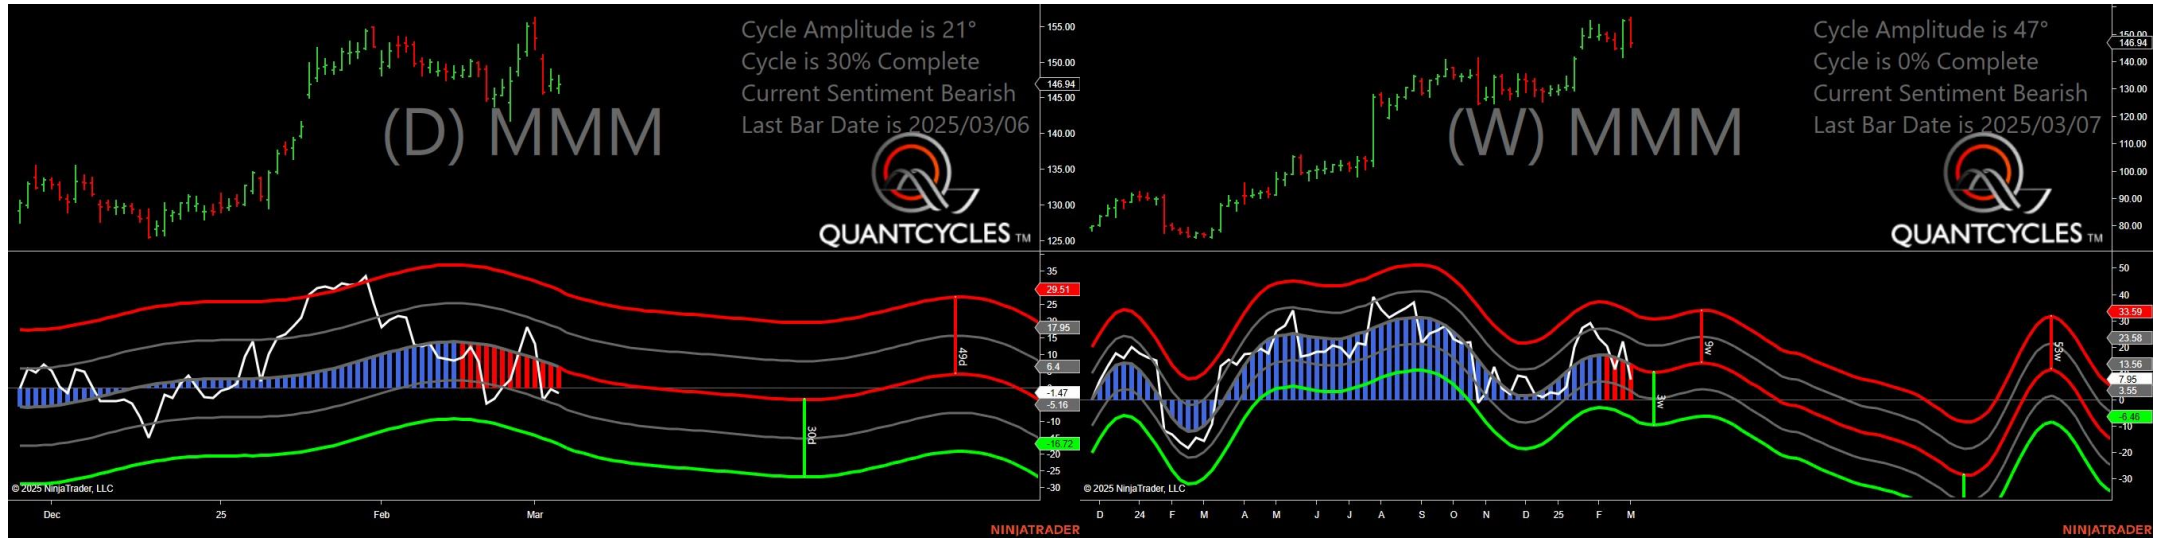 Cycle Amplitude is 21°
Cycle is 30% Complete
Current Sentiment Bearish
Last Bar Date is 2025/03/06
(D) MMM
QUANTCYCLES TM
155.00
150.00
146.94
145.00
140.00
135.00
130.00
125.00
35
29.51
25
17.95
15
10
6.4
-1.47
-5.16
-10
-16.72
-20
-25
-30
49d
30d
© 2025 NinjaTrader, LLC
Dec
25
Feb
Mar
NINJATRADER
Cycle Amplitude is 47°
Cycle is 0% Complete
Current Sentiment Bearish
Last Bar Date is 2025/03/07
(W) MMM
QUANTCYCLES TM
150.00
146.94
140.00
130.00
120.00
110.00
100.00
90.00
80.00
50
40
33.59
30
23.58
20
13.56
7.95
3.55
0
-6.46
-10
-20
-30
9w
3w
53w
© 2025 NinjaTrader, LLC
D 24 F M A M J J A S O N D 25 F M
NINJATRADER